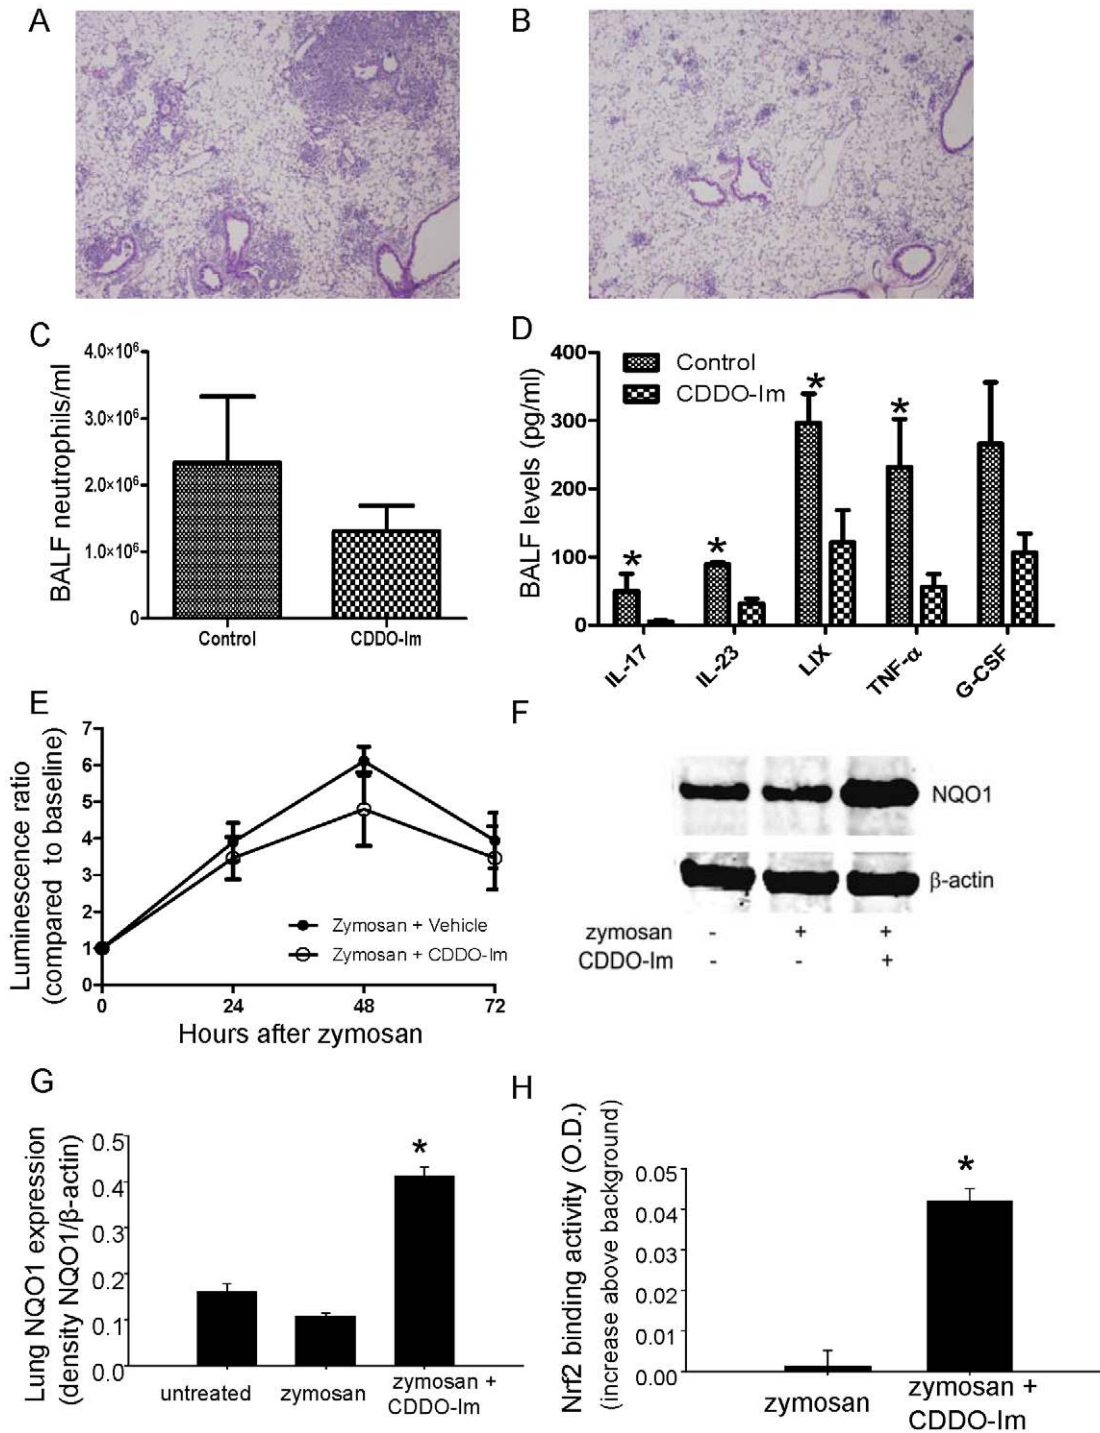 A
B
C
BALF neutrophils/ml
4.0×10⁶
3.0×10⁶
2.0×10⁶
1.0×10⁶
0
Control
CDDO-Im
D
BALF levels (pg/ml)
400
300
200
100
0
Control
CDDO-Im
*
*
*
*
IL-17
IL-23
LIX
TNF-α
G-CSF
E
Luminescence ratio
(compared to baseline)
7
6
5
4
3
2
1
0
0
24
48
72
Zymosan + Vehicle
Zymosan + CDDO-Im
Hours after zymosan
F
NQO1
β-actin
zymosan - + +
CDDO-Im - - +
G
Lung NQO1 expression
(density NQO1/β-actin)
0.5
0.4
0.3
0.2
0.1
0.0
*
untreated
zymosan
zymosan +
CDDO-Im
H
Nrf2 binding activity (O.D.)
(increase above background)
0.05
0.04
0.03
0.02
0.01
0.00
*
zymosan
zymosan +
CDDO-Im